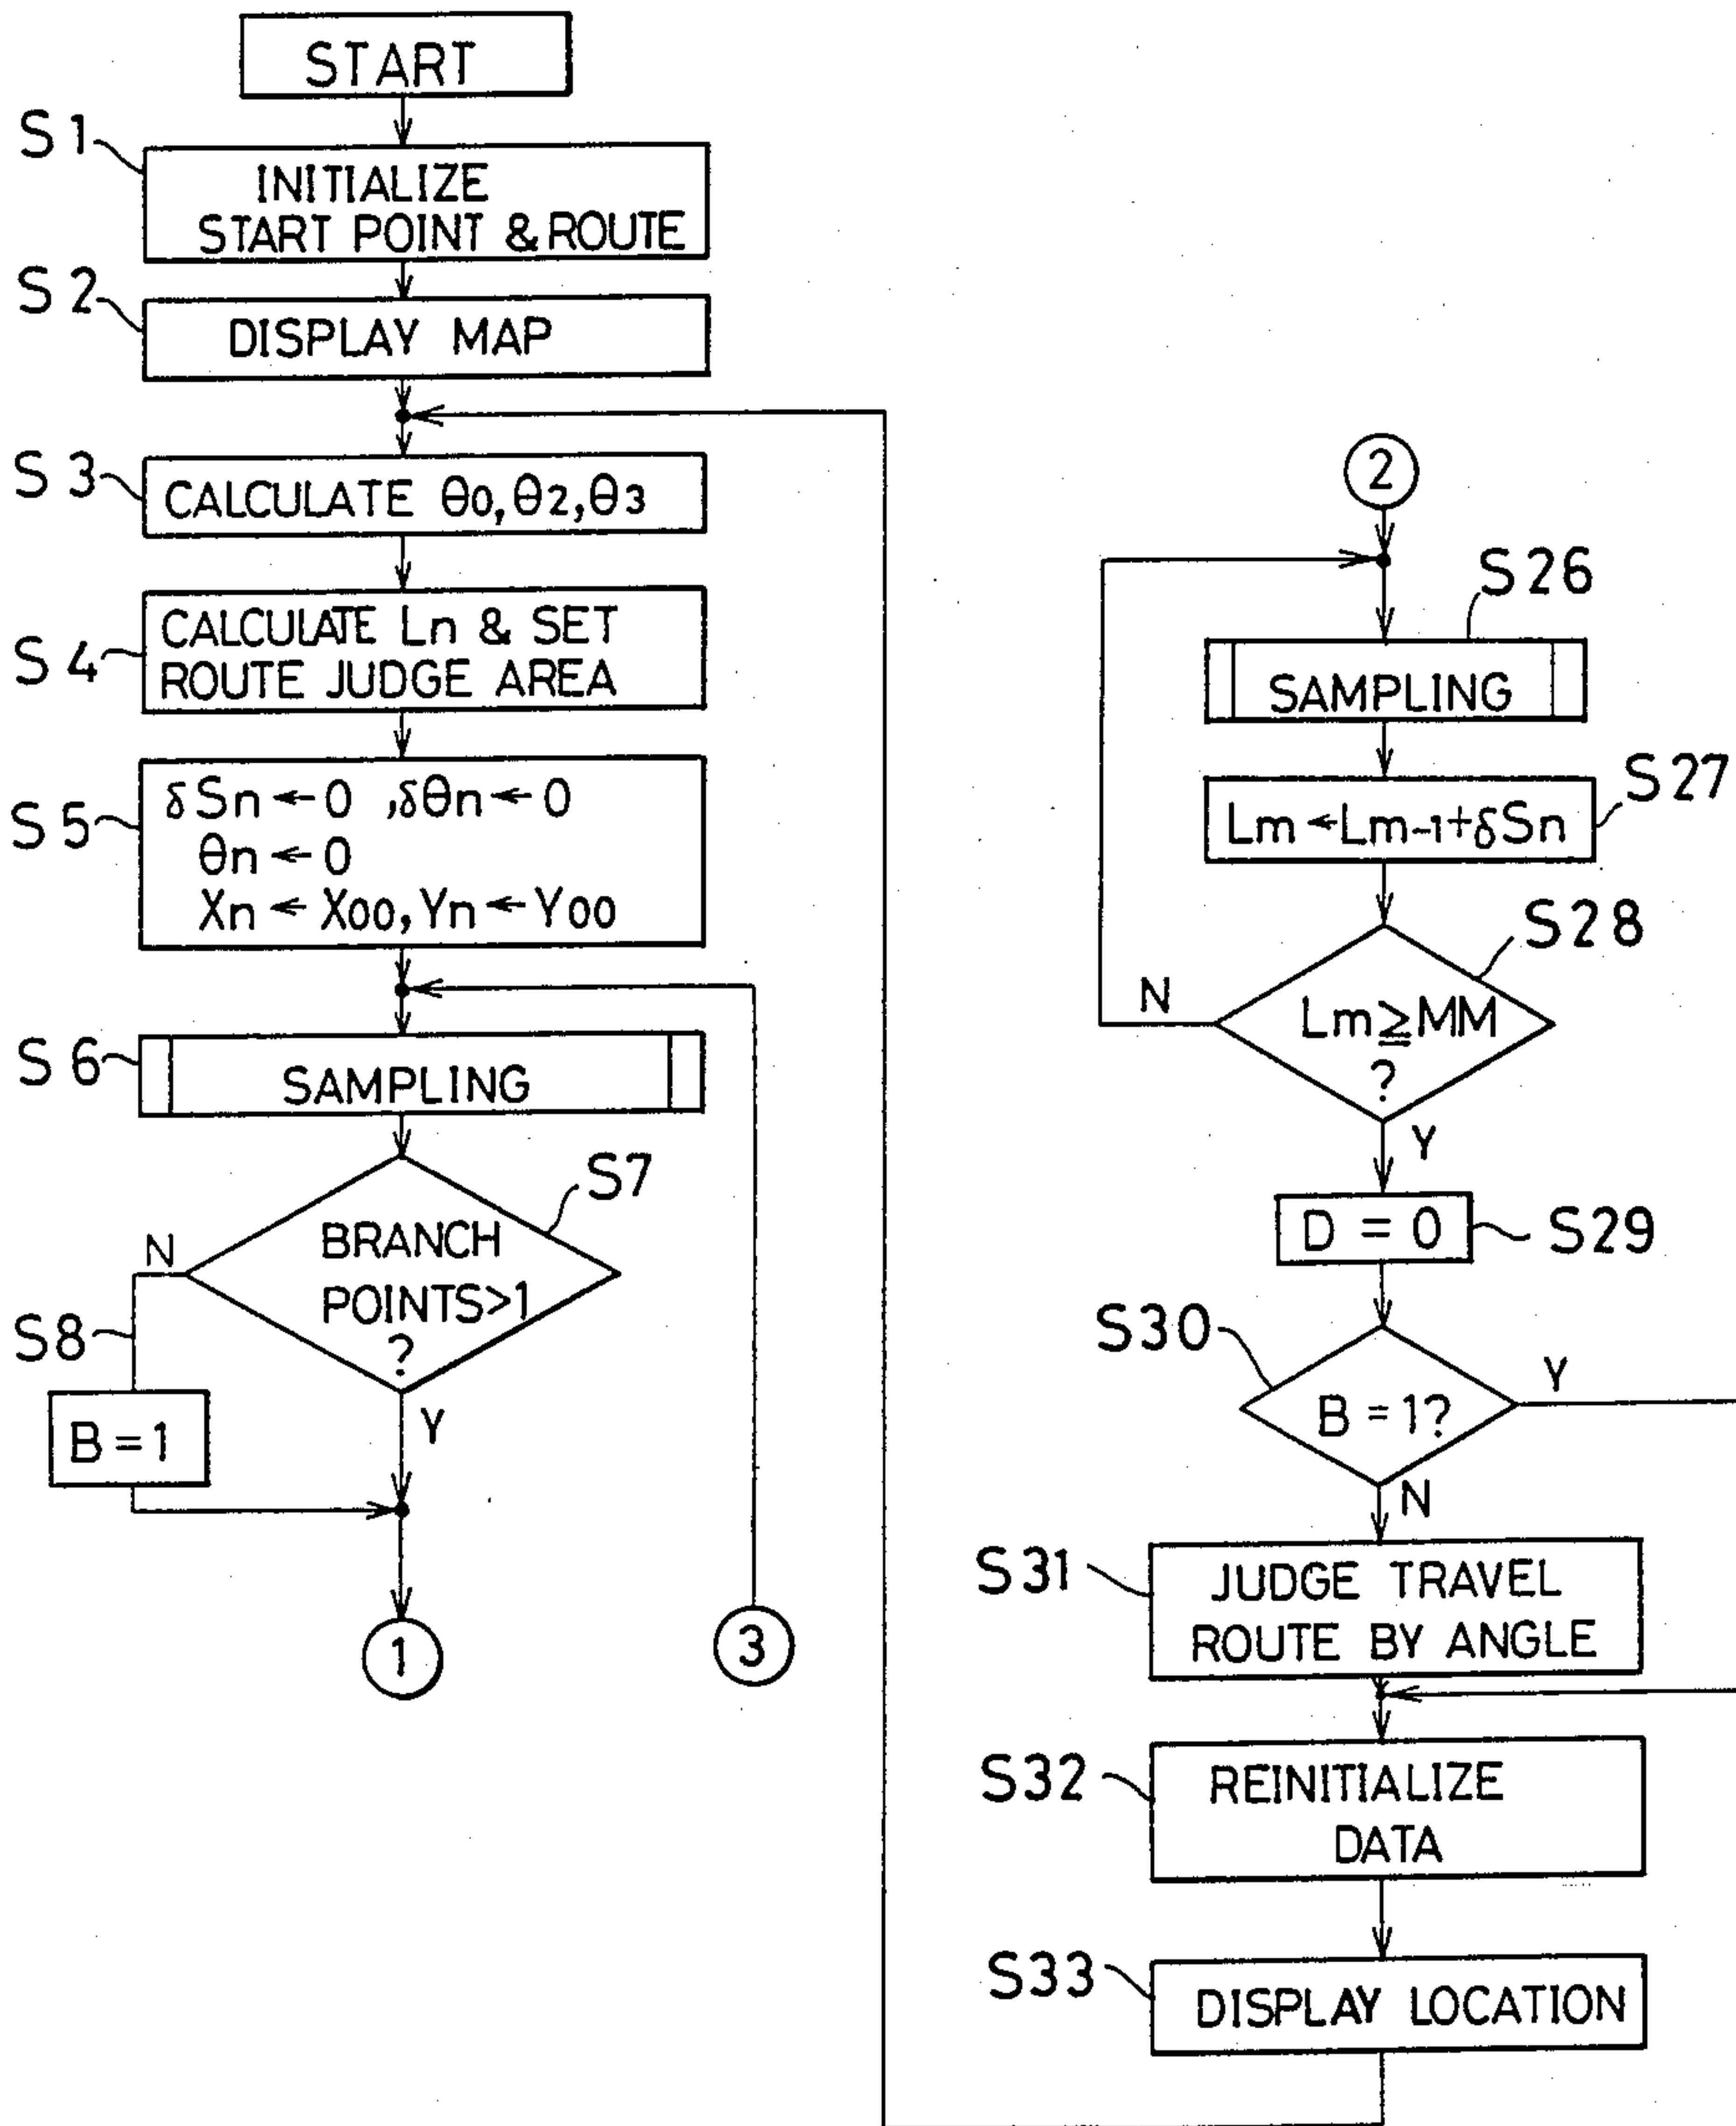 START
S1
INITIALIZE
START POINT & ROUTE
S2
DISPLAY MAP
S3
CALCULATE θ0, θ2, θ3
S4
CALCULATE Ln & SET
ROUTE JUDGE AREA
S5
δSn ← 0 , δθn ← 0
θn ← 0
Xn ← X00, Yn ← Y00
S6
SAMPLING
S7
BRANCH
POINTS>1
?
N
Y
S8
B = 1
1
3
2
S26
SAMPLING
S27
Lm ← Lm-1 + δSn
S28
Lm ≧ MM
?
N
Y
D = 0
S29
S30
B = 1?
Y
N
S31
JUDGE TRAVEL
ROUTE BY ANGLE
S32
REINITIALIZE
DATA
S33
DISPLAY LOCATION